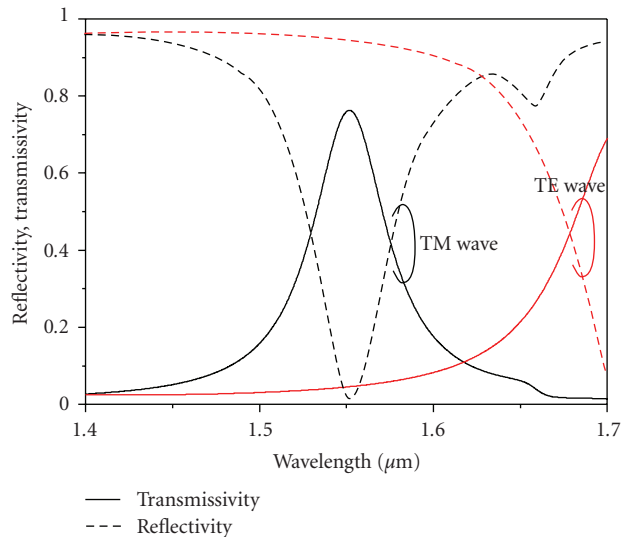 1
0.8
0.6
0.4
0.2
0
Reflectivity, transmissivity
TE wave
TM wave
1.4
1.5
1.6
1.7
Wavelength (μm)
Transmissivity
Reflectivity